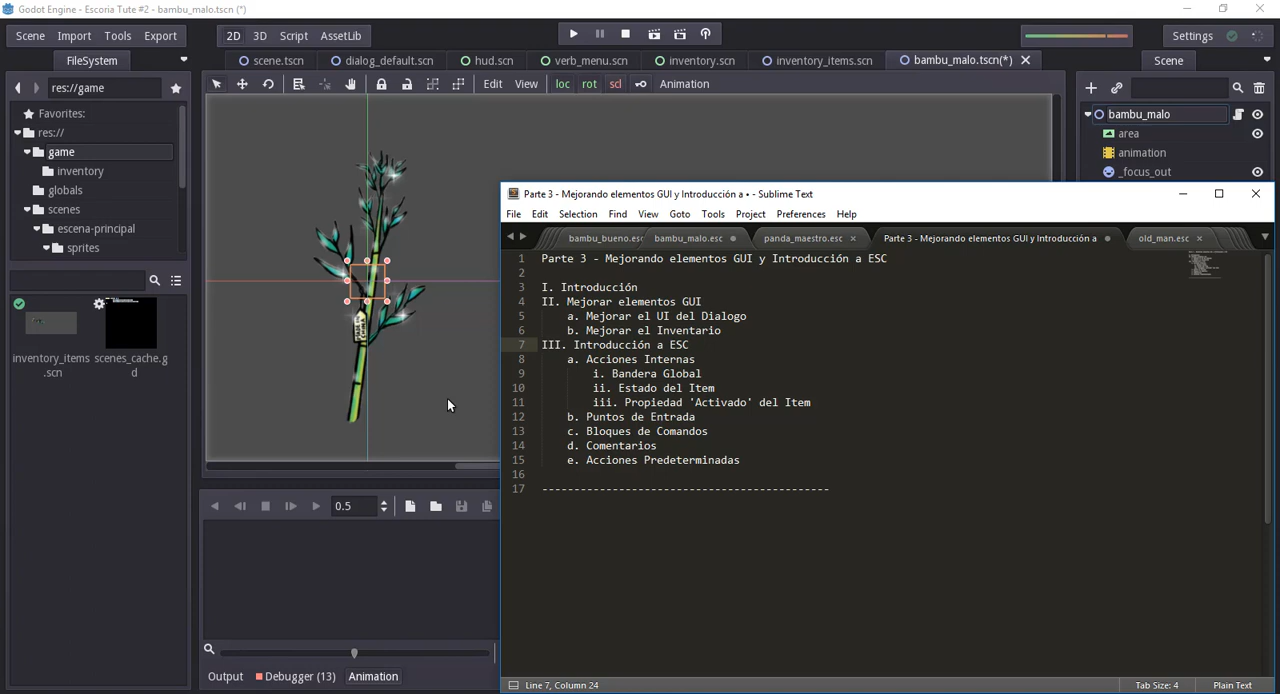 Godot Engine - Escoria Tute #2 - bambu_malo.tscn (*)
Scene Import Tools Export
2D 3D Script AssetLib
Settings
FileSystem
scene.tscn dialog_default.scn hud.scn verb_menu.scn inventory.scn inventory_items.scn bambu_malo.tscn(*)
Scene
res://game
Edit View loc rot scl Animation
Favorites:
res://
game
inventory
globals
scenes
escena-principal
sprites
inventory_items
.scn
scenes_cache.g
d
bambu_malo
area
animation
_focus_out
Parte 3 - Mejorando elementos GUI y Introducción a • - Sublime Text
File Edit Selection Find View Goto Tools Project Preferences Help
bambu_bueno.esc bambu_malo.esc panda_maestro.esc Parte 3 - Mejorando elementos GUI y Introducción a old_man.esc
1 Parte 3 - Mejorando elementos GUI y Introducción a ESC
2
3 I. Introducción
4 II. Mejorar elementos GUI
5 a. Mejorar el UI del Dialogo
6 b. Mejorar el Inventario
7 III. Introducción a ESC
8 a. Acciones Internas
9 i. Bandera Global
10 ii. Estado del Item
11 iii. Propiedad 'Activado' del Item
12 b. Puntos de Entrada
13 c. Bloques de Comandos
14 d. Comentarios
15 e. Acciones Predeterminadas
16
17 ---------------------------------------------
0.5
Output Debugger (13) Animation
Line 7, Column 24 Tab Size: 4 Plain Text